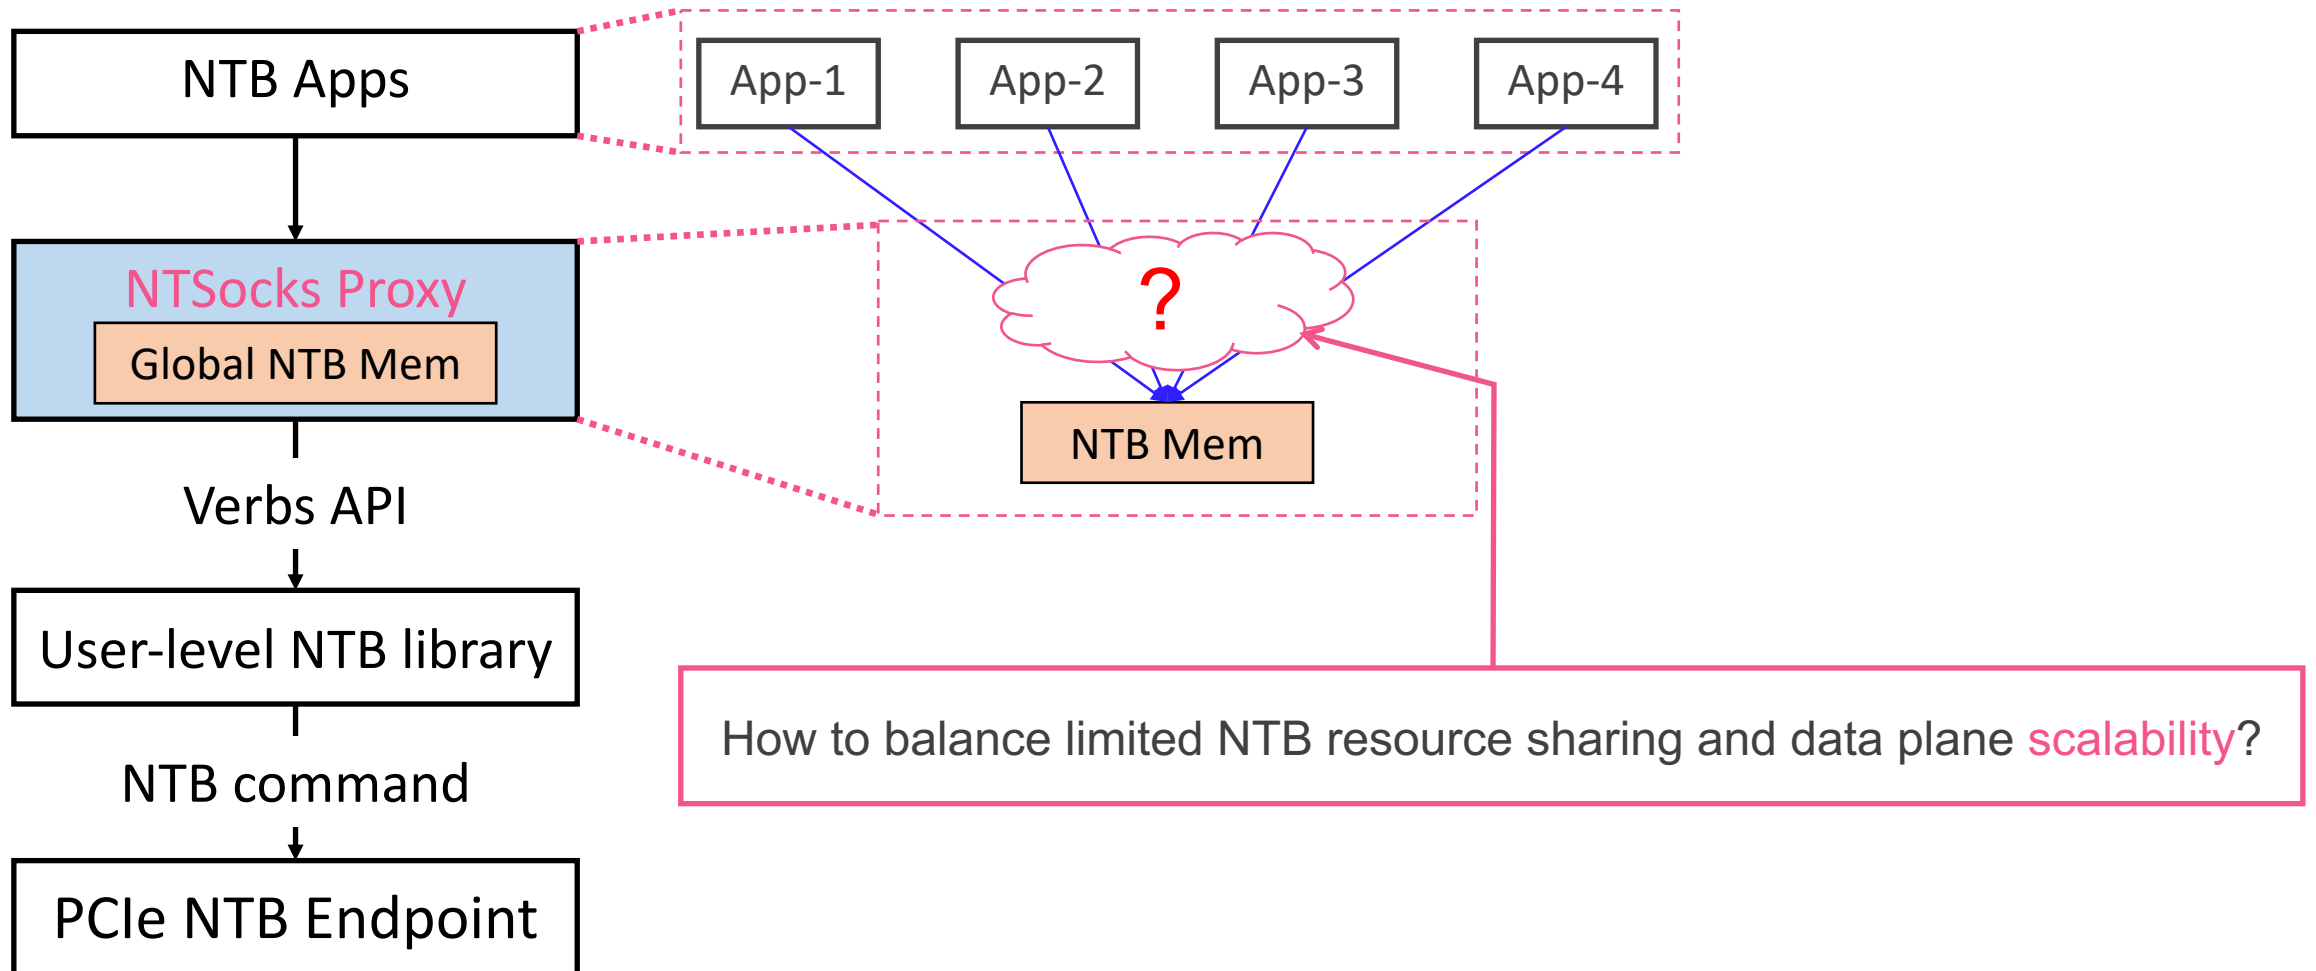 NTB Apps
App-1
App-2
App-3
App-4
NTSocks Proxy
Global NTB Mem
?
NTB Mem
Verbs API
User-level NTB library
How to balance limited NTB resource sharing and data plane scalability?
NTB command
PCIe NTB Endpoint